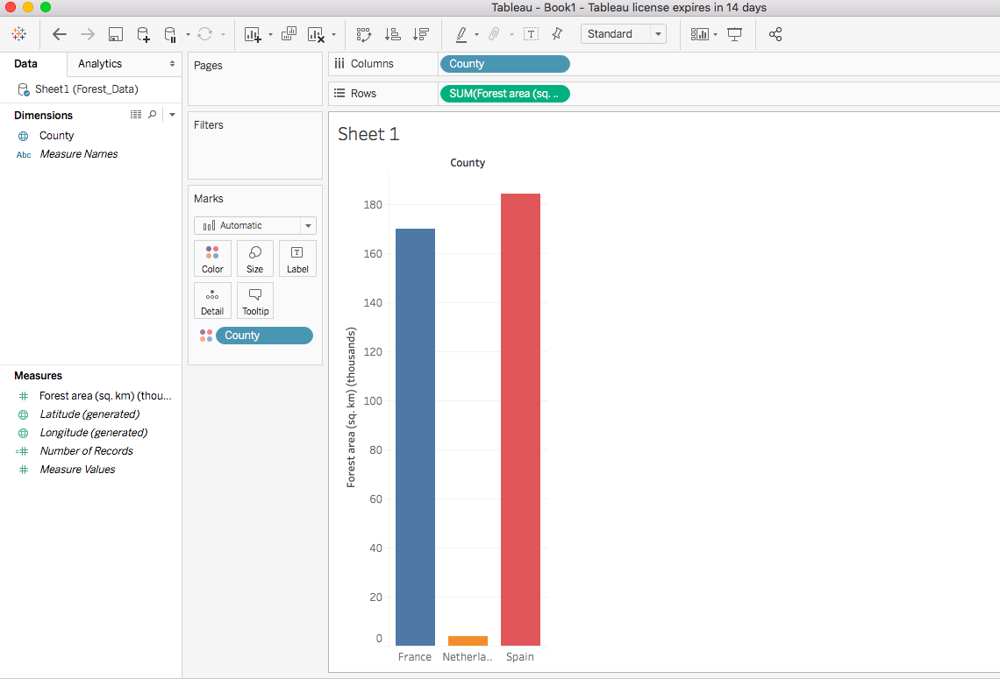 Tableau - Book1 - Tableau license expires in 14 days
Standard
Data
Analytics
Sheet1 (Forest_Data)
Dimensions
County
Abc Measure Names
Measures
Forest area (sq. km) (thou...
Latitude (generated)
Longitude (generated)
Number of Records
Measure Values
Pages
Filters
Marks
Automatic
Color Size Label
Detail Tooltip
County
Columns County
Rows SUM(Forest area (sq. ..
Sheet 1
County
180
160
140
120
100
80
60
40
20
0
Forest area (sq. km) (thousands)
France Netherla.. Spain